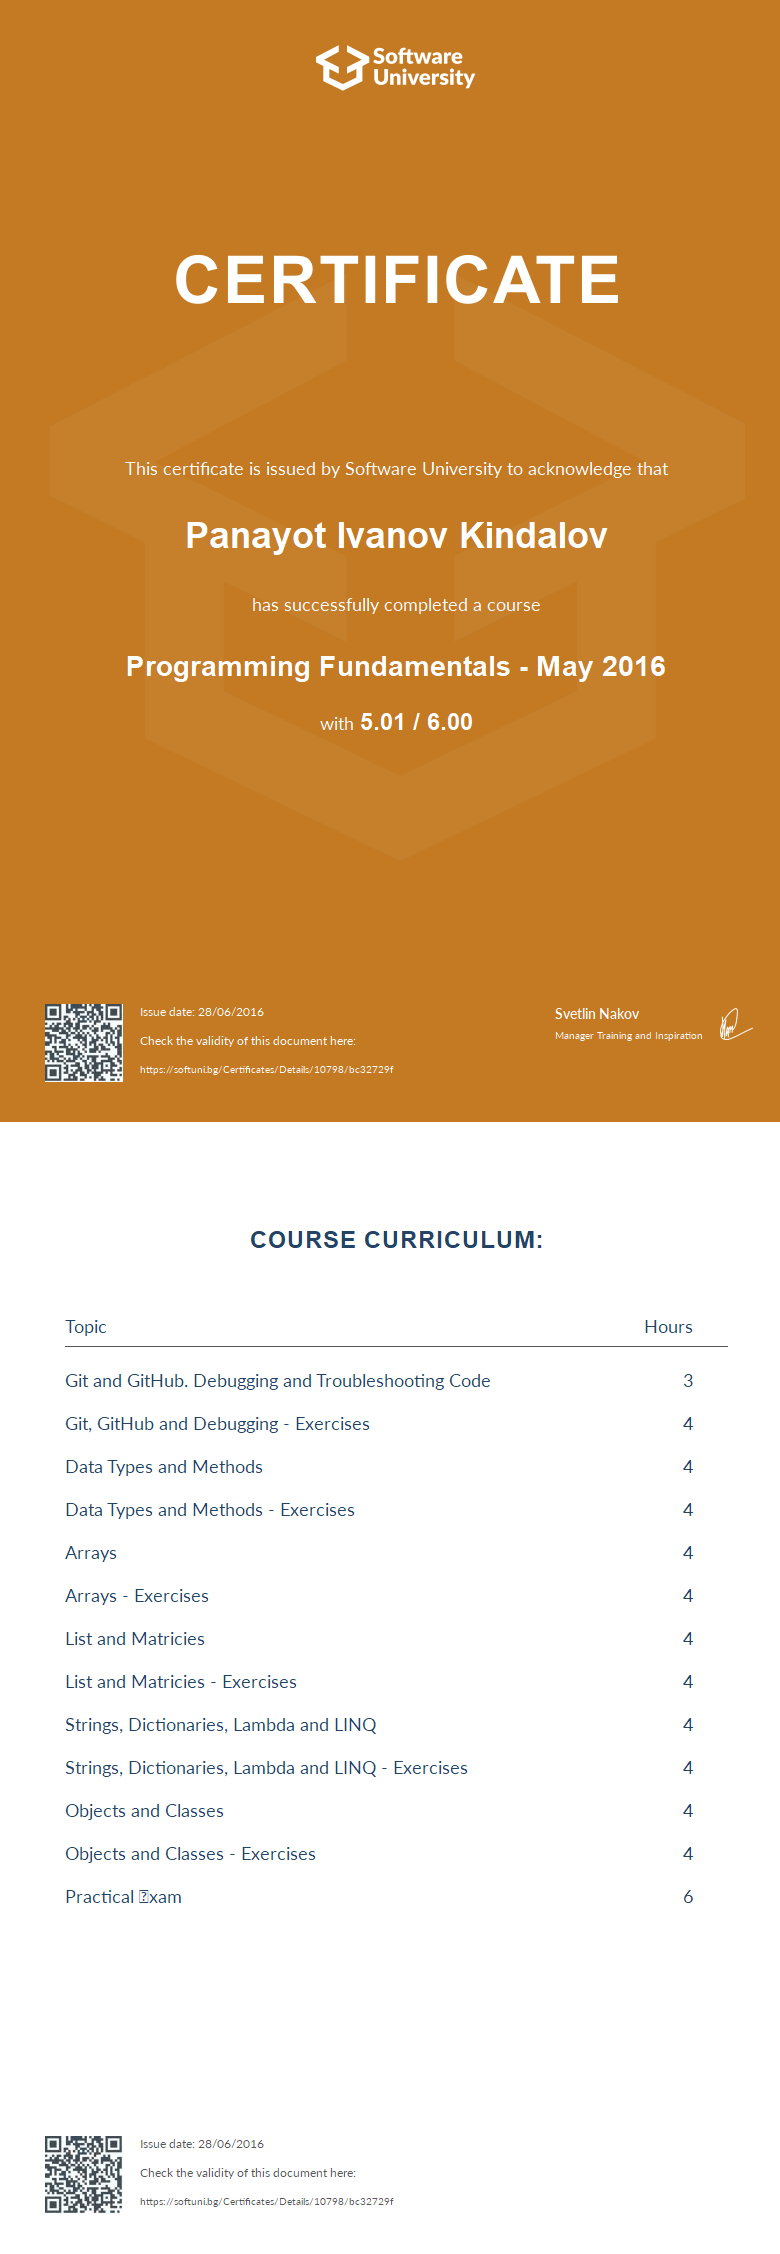 Software
University
CERTIFICATE
This certificate is issued by Software University to acknowledge that
Panayot Ivanov Kindalov
has successfully completed a course
Programming Fundamentals - May 2016
with 5.01 / 6.00
Issue date: 28/06/2016
Check the validity of this document here:
https://softuni.bg/Certificates/Details/10798/bc32729f
Svetlin Nakov
Manager Training and Inspiration
COURSE CURRICULUM:
Topic Hours
Git and GitHub. Debugging and Troubleshooting Code 3
Git, GitHub and Debugging - Exercises 4
Data Types and Methods 4
Data Types and Methods - Exercises 4
Arrays 4
Arrays - Exercises 4
List and Matricies 4
List and Matricies - Exercises 4
Strings, Dictionaries, Lambda and LINQ 4
Strings, Dictionaries, Lambda and LINQ - Exercises 4
Objects and Classes 4
Objects and Classes - Exercises 4
Practical �xam 6
Issue date: 28/06/2016
Check the validity of this document here:
https://softuni.bg/Certificates/Details/10798/bc32729f